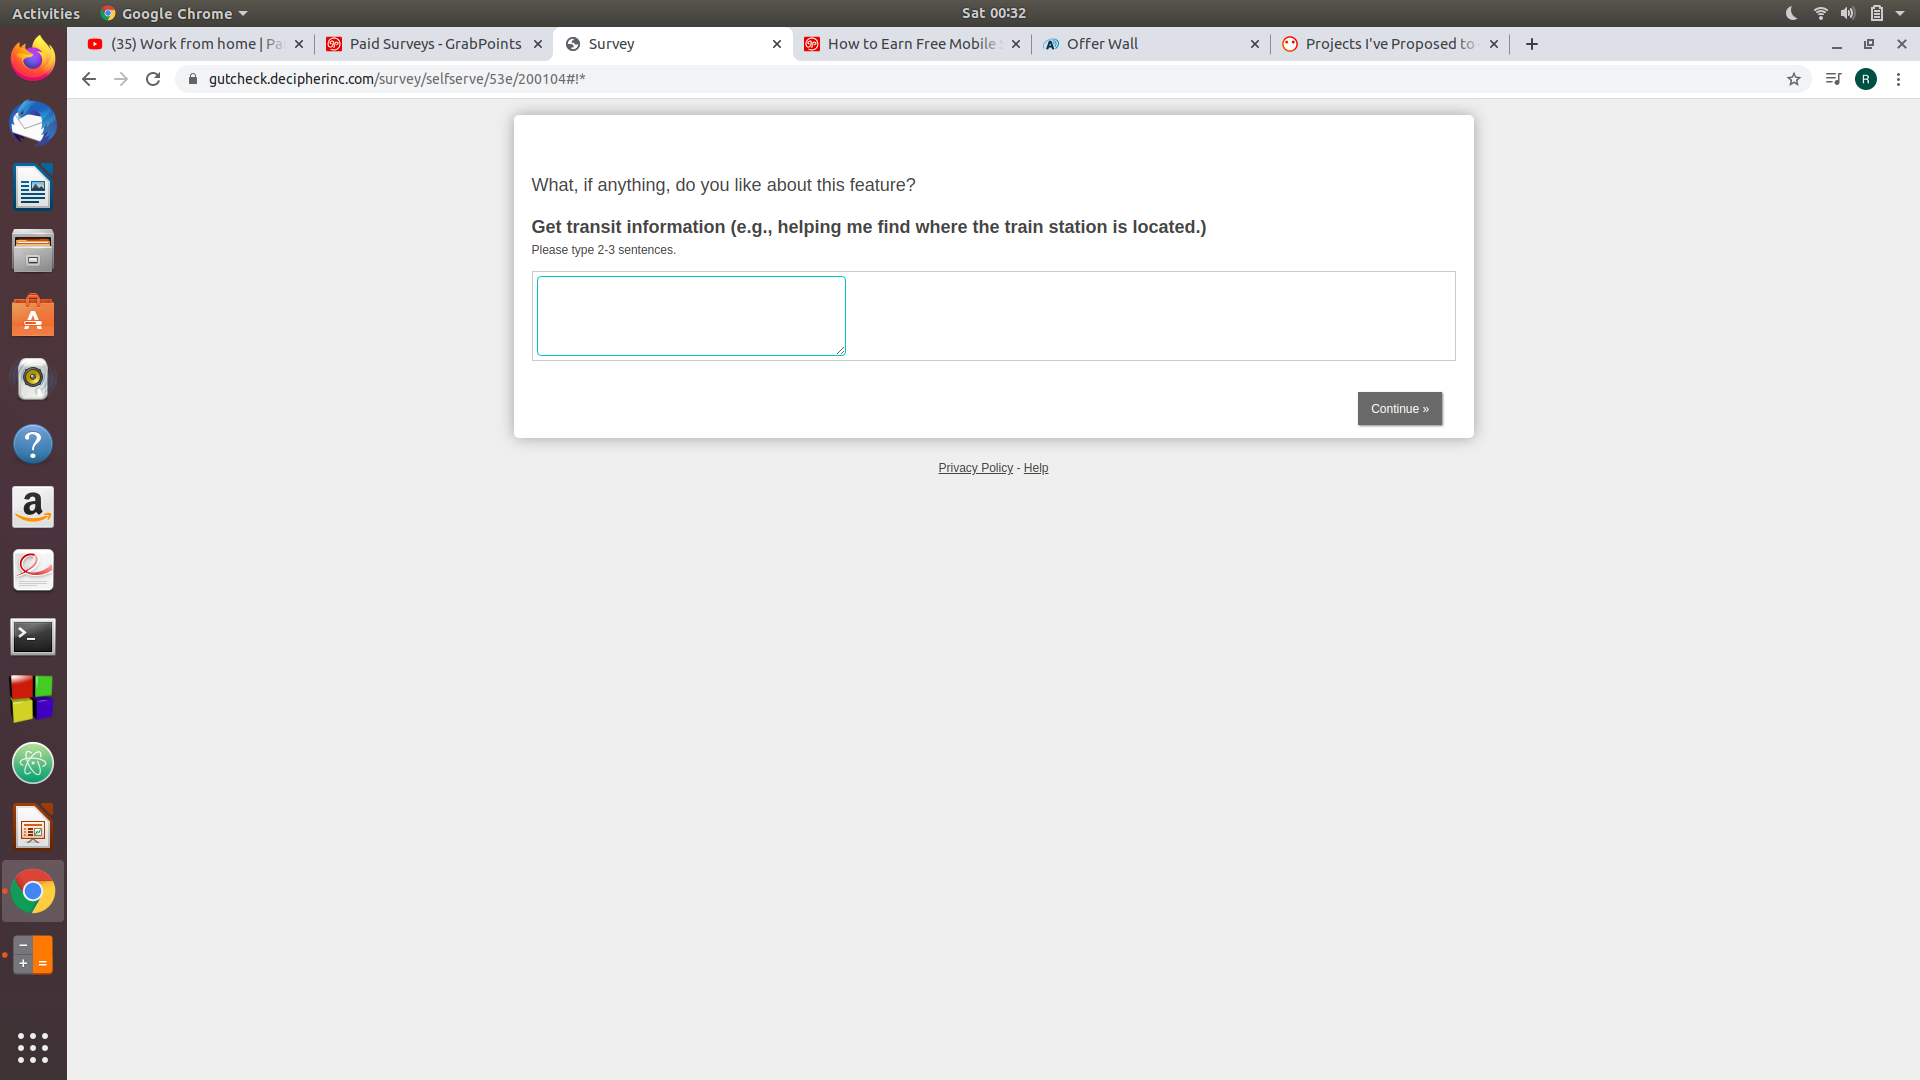 Activities
Google Chrome
Sat 00:32
(35) Work from home | Pa
Paid Surveys - GrabPoints
Survey
How to Earn Free Mobile
Offer Wall
Projects I've Proposed to
gutcheck.decipherinc.com/survey/selfserve/53e/200104#!*
R
What, if anything, do you like about this feature?
Get transit information (e.g., helping me find where the train station is located.)
Please type 2-3 sentences.
Continue »
Privacy Policy - Help